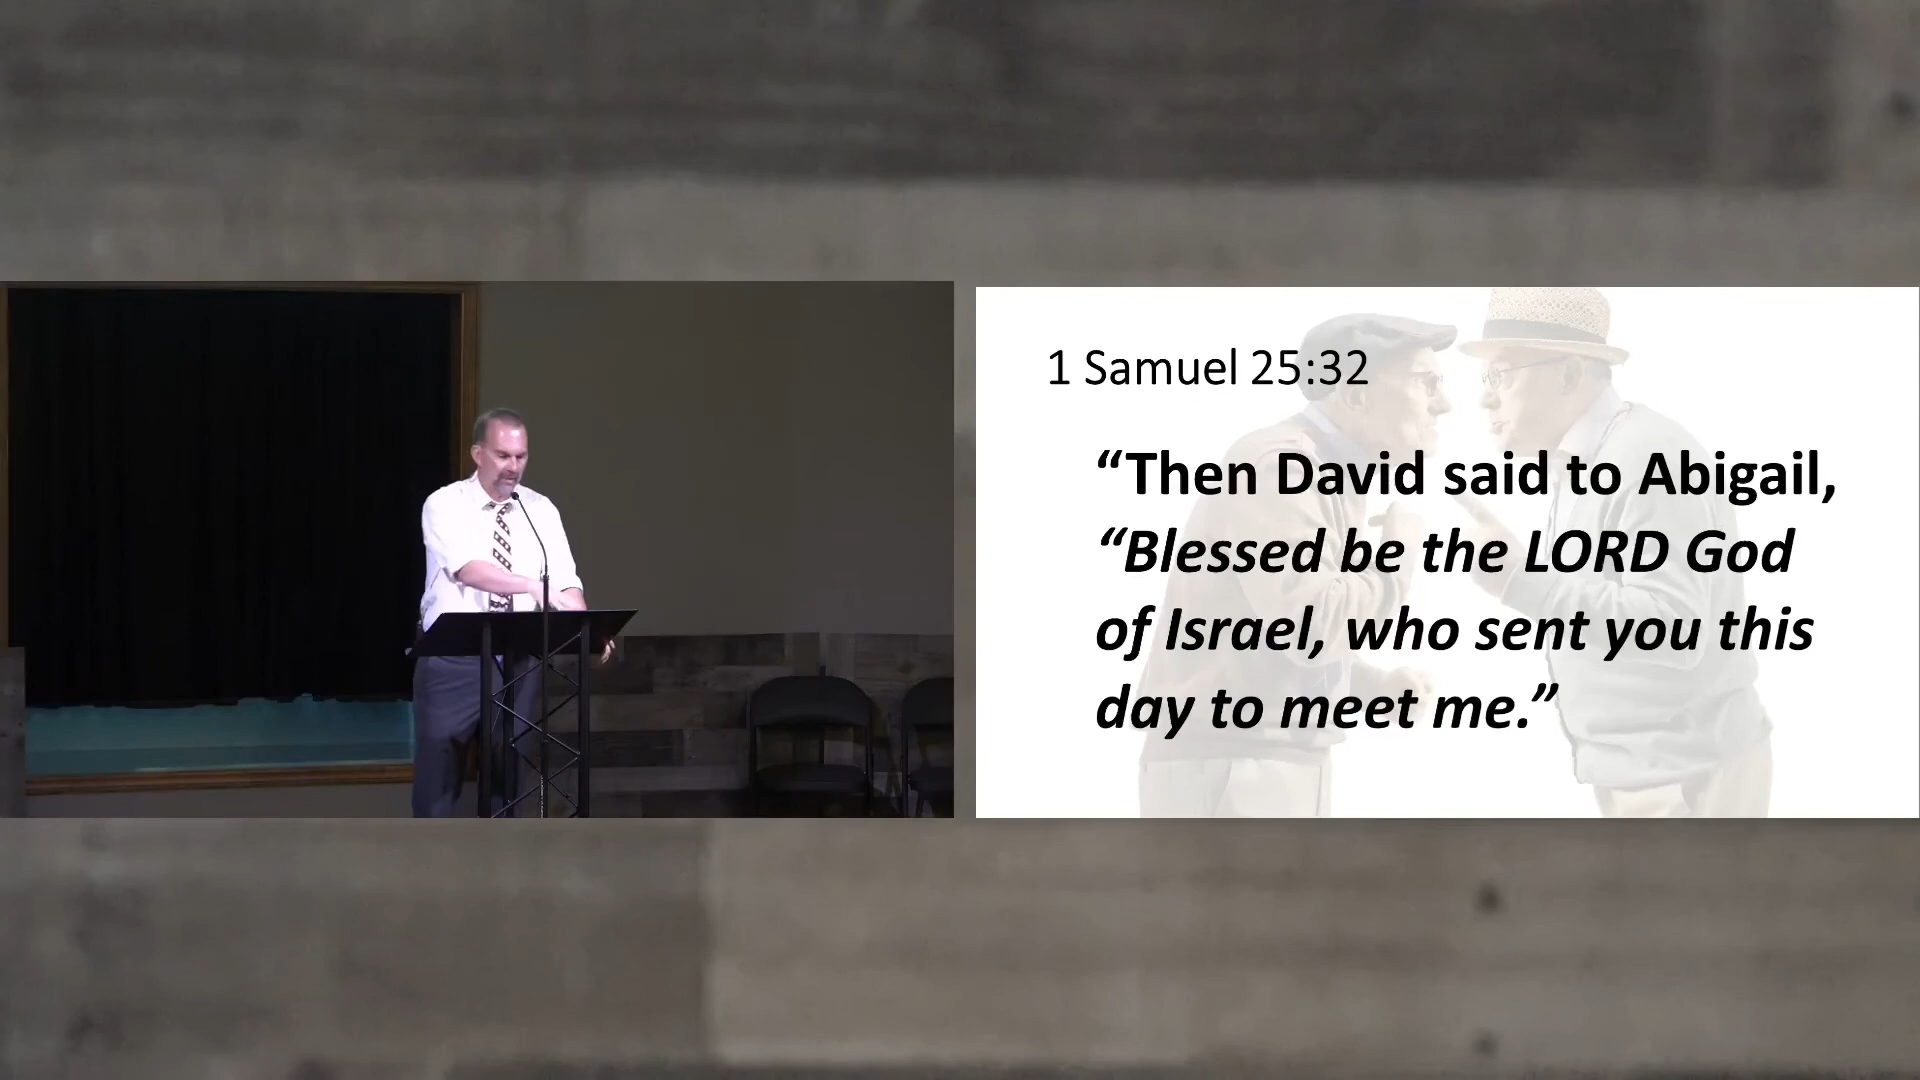 1 Samuel 25:32
“Then David said to Abigail,
“Blessed be the LORD God
of Israel, who sent you this
day to meet me.”